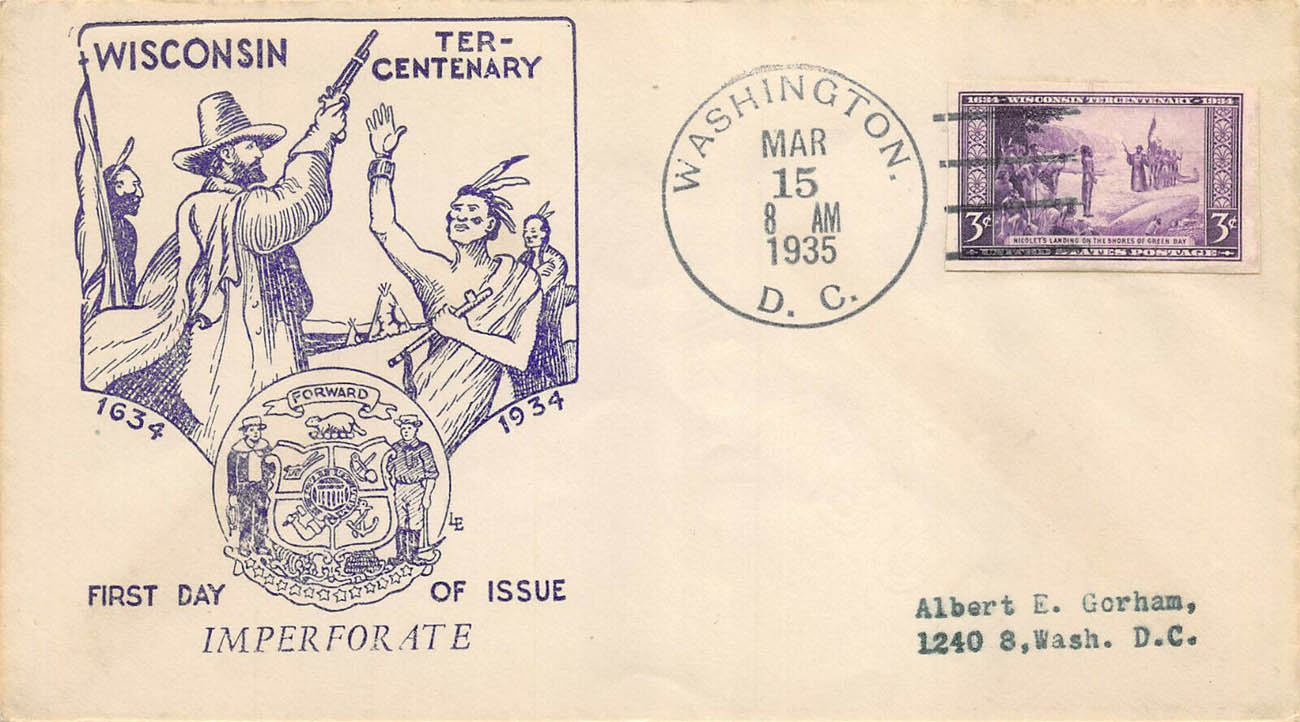 WISCONSIN
TER-
CENTENARY
1634
1934
FORWARD
LE
FIRST DAY OF ISSUE
IMPERFORATE
WASHINGTON.
MAR
15
8 AM
1935
D. C.
1634-WISCONSIN TERCENTENARY-1934
3¢ 3¢
NICOLET'S LANDING ON THE SHORES OF GREEN BAY
UNITED STATES POSTAGE
Albert E. Gorham,
1240 8,Wash. D.C.